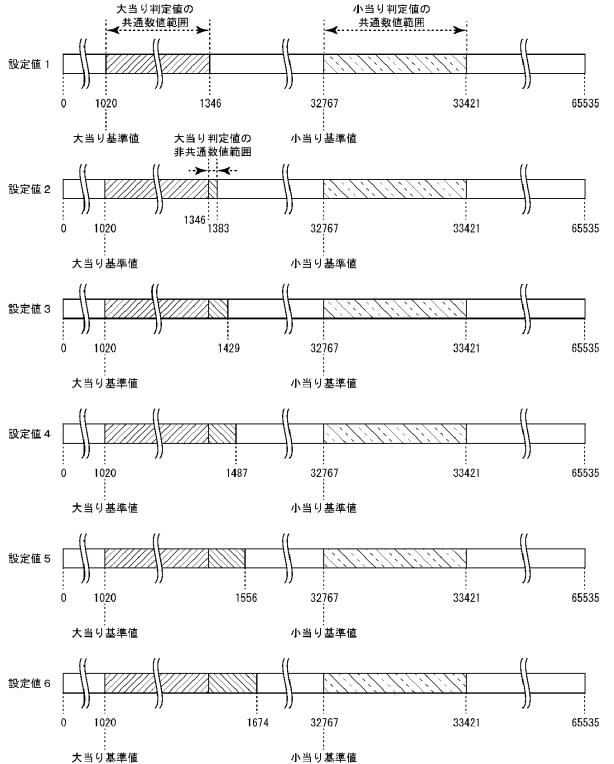 大当り判定値の
共通数値範囲
小当り判定値の
共通数値範囲
設定値1
0 1020 1346 32767 33421 65535
大当り基準値 小当り基準値
大当り判定値の
非共通数値範囲
設定値2
1346
0 1020 1383 32767 33421 65535
大当り基準値 小当り基準値
設定値3
0 1020 1429 32767 33421 65535
大当り基準値 小当り基準値
設定値4
0 1020 1487 32767 33421 65535
大当り基準値 小当り基準値
設定値5
0 1020 1556 32767 33421 65535
大当り基準値 小当り基準値
設定値6
0 1020 1674 32767 33421 65535
大当り基準値 小当り基準値